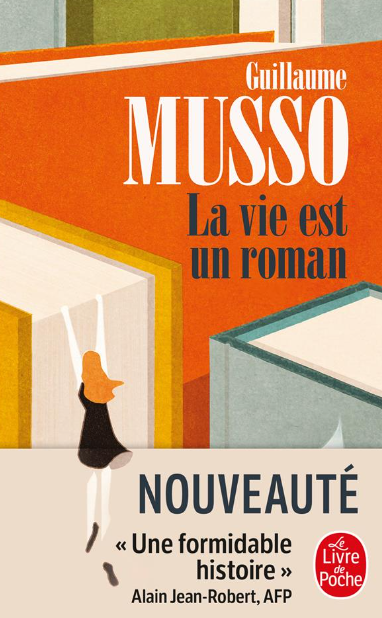 Guillaume
MUSSO
La vie est
un roman
NOUVEAUTÉ
« Une formidable
histoire »
Alain Jean-Robert, AFP
Le
Livre
de
Poche